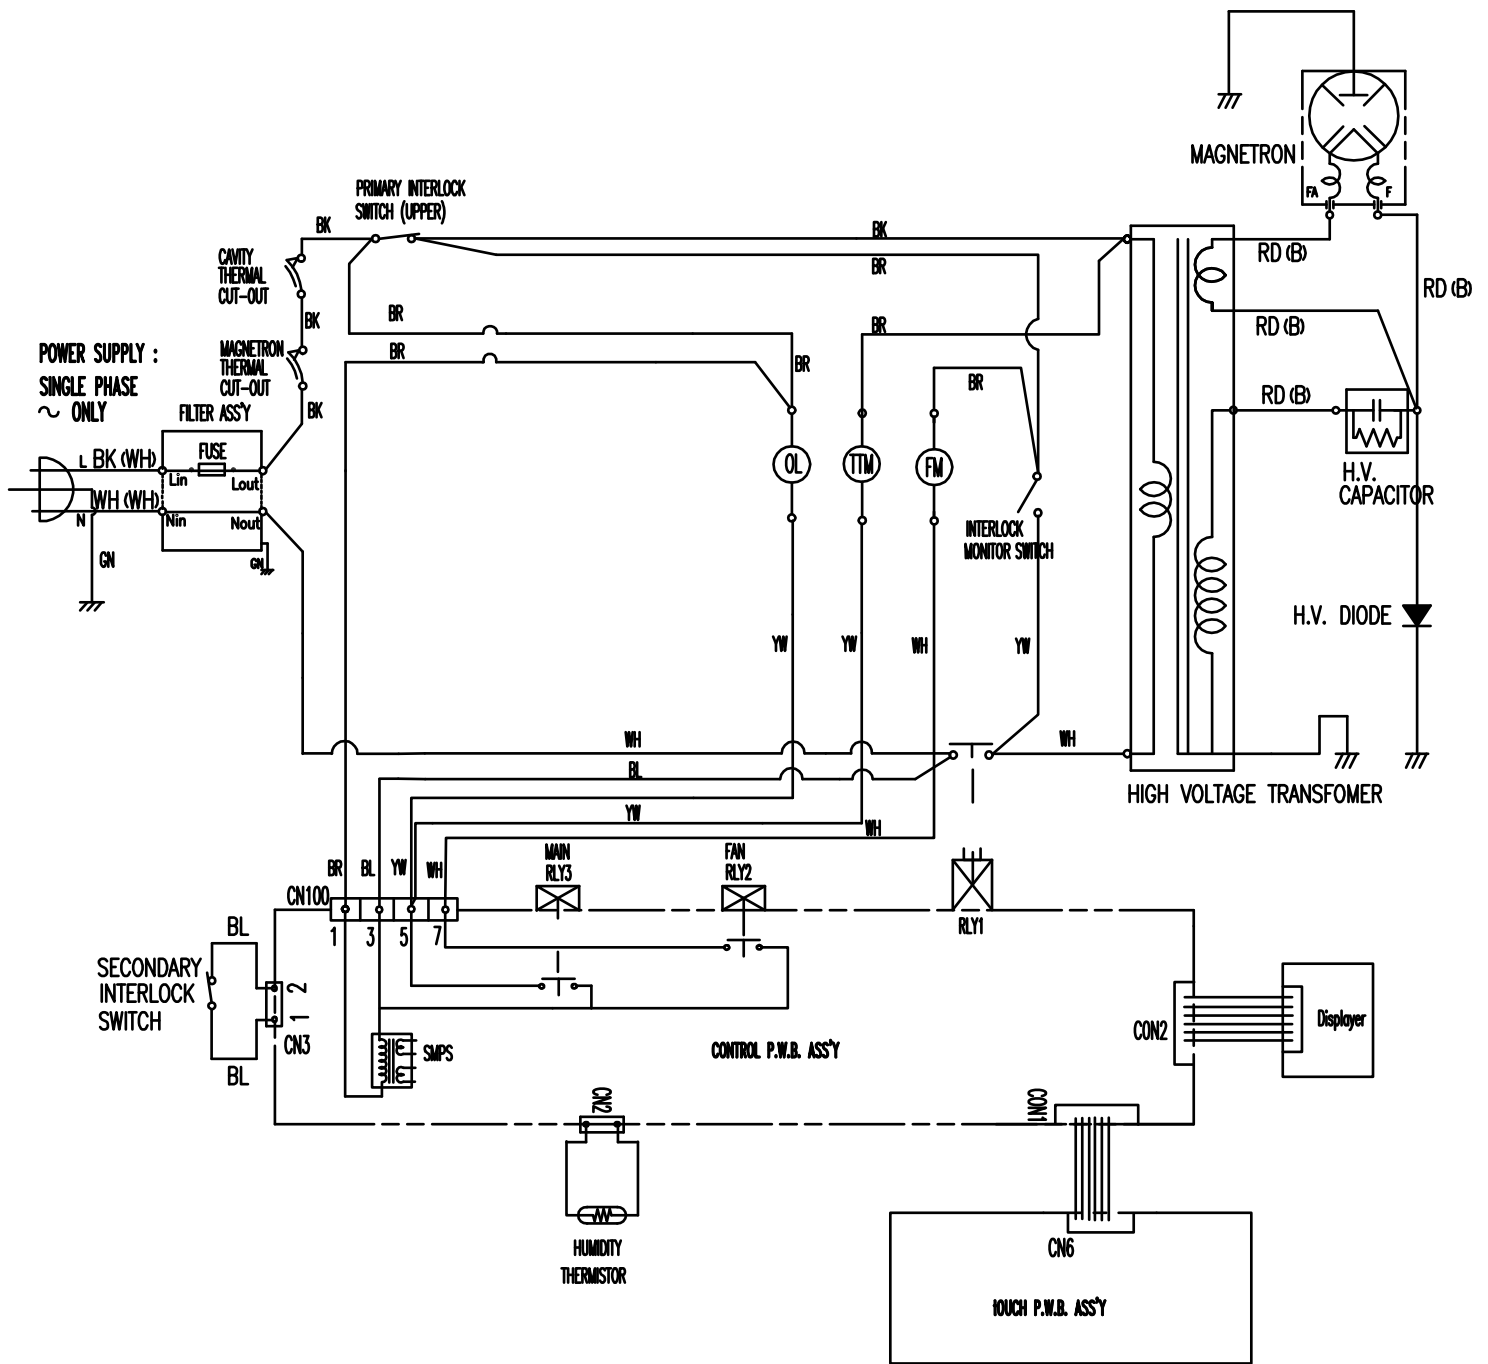 MAGNETRON
FA
F
PRIMARY INTERLOCK
SWITCH (UPPER)
BK
BK
BR
CAVITY
THERMAL
CUT-OUT
BK
RD (B)
RD (B)
RD (B)
BR
BR
BR
BR
BR
MAGNETRON
THERMAL
CUT-OUT
BK
POWER SUPPLY :
SINGLE PHASE
~ ONLY
FILTER ASS'Y
FUSE
L BK (WH)
Lin
Lout
WH (WH)
N
Nin
Nout
GN
GN
OL
TTM
FM
RD (B)
H.V.
CAPACITOR
INTERLOCK
MONITOR SWITCH
H.V. DIODE
YW
YW
WH
YW
WH
WH
BL
HIGH VOLTAGE TRANSFOMER
YW
WH
BR
BL
YW
WH
MAIN
RLY3
FAN
RLY2
RLY1
CN100
1
3
5
7
BL
SECONDARY
INTERLOCK
SWITCH
2
1
CN3
BL
SMPS
CONTROL P.W.B. ASS'Y
CON2
Displayer
CN2
CON1
HUMIDITY
THERMISTOR
CN6
tOUCH P.W.B. ASS'Y